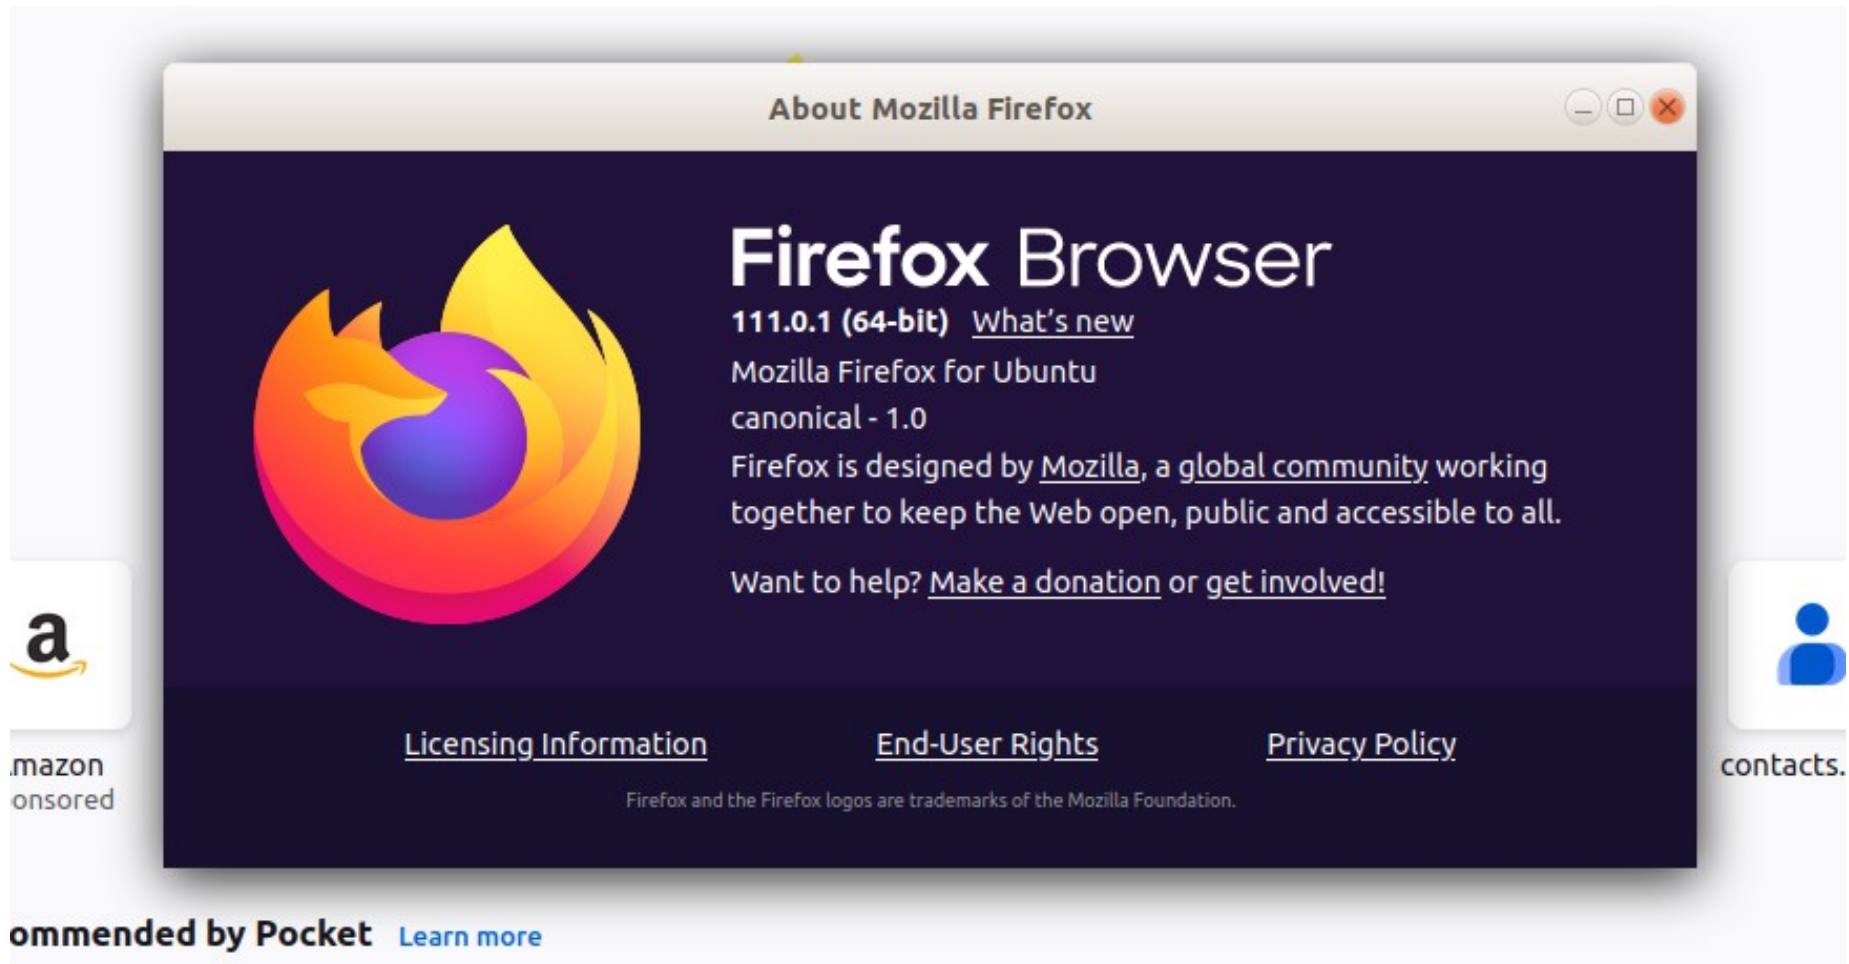 About Mozilla Firefox
Firefox Browser
111.0.1 (64-bit) What's new
Mozilla Firefox for Ubuntu
canonical - 1.0
Firefox is designed by Mozilla, a global community working
together to keep the Web open, public and accessible to all.
Want to help? Make a donation or get involved!
Licensing Information End-User Rights Privacy Policy
Firefox and the Firefox logos are trademarks of the Mozilla Foundation.
a
mazon
onsored
contacts.
ommended by Pocket Learn more